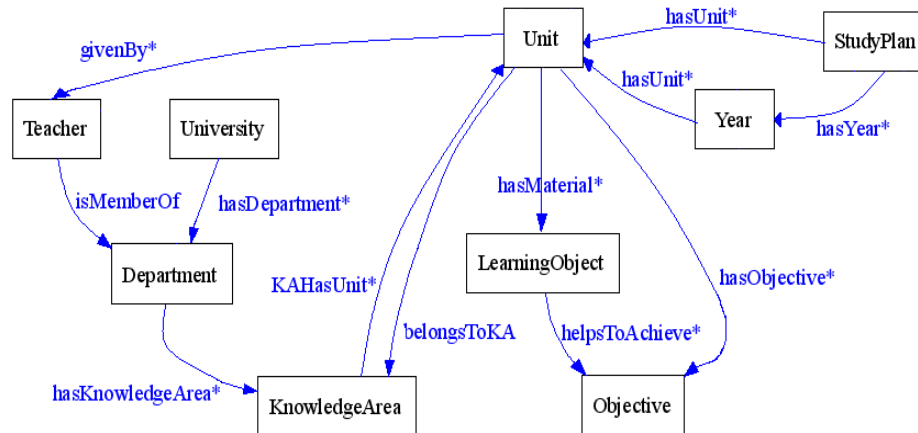 hasUnit*
Unit
StudyPlan
givenBy*
hasUnit*
Teacher
University
Year
hasYear*
isMemberOf
hasDepartment*
hasMaterial*
Department
KAHasUnit*
LearningObject
hasObjective*
belongsToKA
helpsToAchieve*
hasKnowledgeArea*
KnowledgeArea
Objective